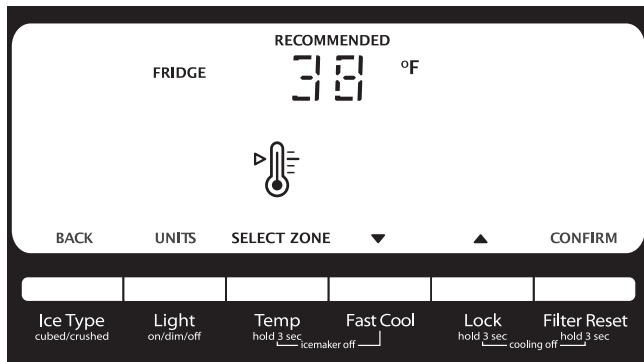 RECOMMENDED
FRIDGE 38 °F
BACK UNITS SELECT ZONE ▼ ▲ CONFIRM
Ice Type Light Temp Fast Cool Lock Filter Reset
cubed/crushed on/dim/off hold 3 sec hold 3 sec hold 3 sec
icemaker off cooling off